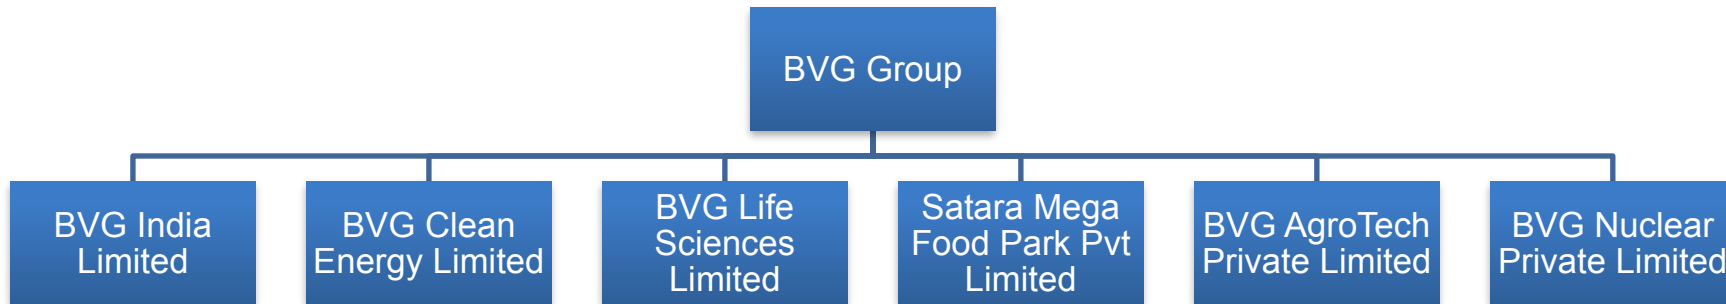 BVG Group
BVG India
Limited
BVG Clean
Energy Limited
BVG Life
Sciences
Limited
Satara Mega
Food Park Pvt
Limited
BVG AgroTech
Private Limited
BVG Nuclear
Private Limited